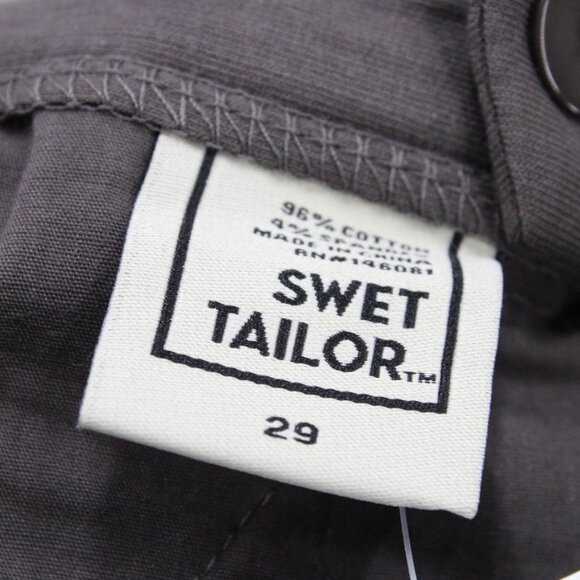 96% COTTON
4% SPANDEX
MADE IN CHINA
RN#146081
SWET
TAILOR™
29